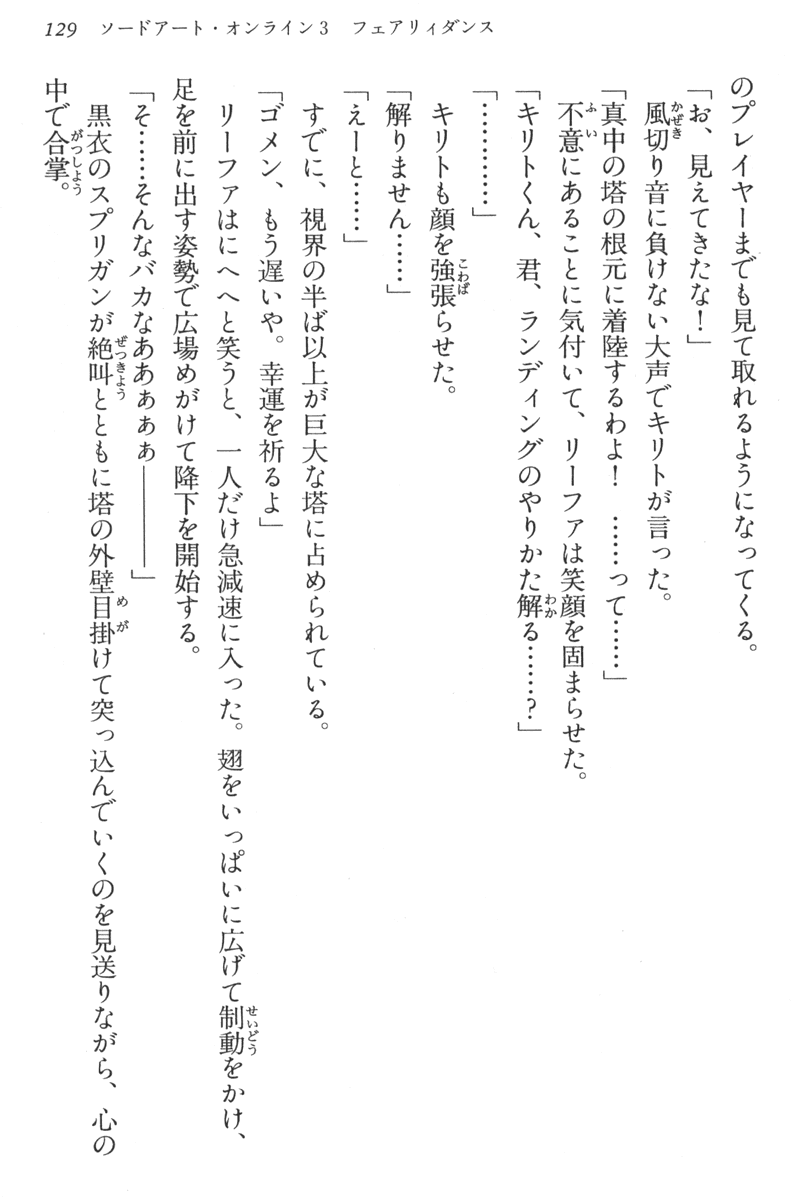 129 ソードアート・オンライン3 フェアリィダンス
のプレイヤーまでも見て取れるようになってくる。
「お、見えてきたな！」
風切り音に負けない大声でキリトが言った。
「真中の塔の根元に着陸するわよ！　……って……」
不意にあることに気付いて、リーファは笑顔を固まらせた。
「キリトくん、君、ランディングのやりかた解る……？」
「…………」
キリトも顔を強張らせた。
「解りません……」
「えーと……」
すでに、視界の半ば以上が巨大な塔に占められている。
「ゴメン、もう遅いや。幸運を祈るよ」
リーファはにへへと笑うと、一人だけ急減速に入った。翅をいっぱいに広げて制動をかけ、
足を前に出す姿勢で広場めがけて降下を開始する。
「そ……そんなバカなあああぁぁぁ————」
黒衣のスプリガンが絶叫とともに塔の外壁目掛けて突っ込んでいくのを見送りながら、心の
中で合掌。